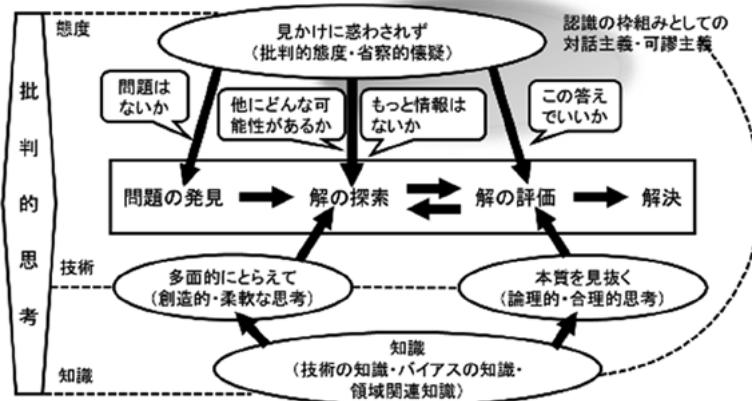 態度
見かけに惑わされず
（批判的態度・省察的懐疑）
認識の枠組みとしての
対話主義・可謬主義
批判的思考
問題は
ないか
他にどんな可
能性があるか
もっと情報は
ないか
この答え
でいいか
問題の発見
解の探索
解の評価
解決
技術
多面的にとらえて
（創造的・柔軟な思考）
本質を見抜く
（論理的・合理的思考）
知識
知識
（技術の知識・バイアスの知識・
領域関連知識）